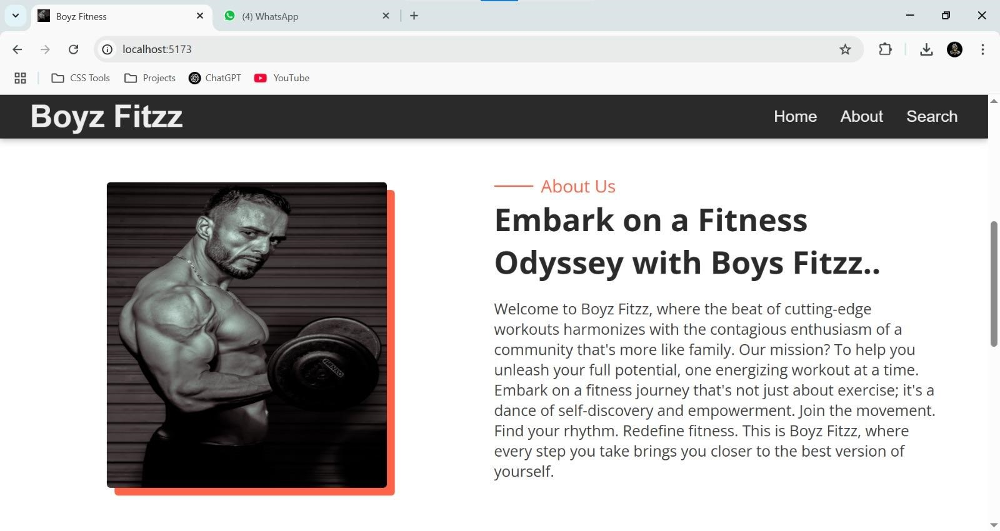 Boyz Fitness
(4) WhatsApp
localhost:5173
CSS Tools
Projects
ChatGPT
YouTube
Boyz Fitzz
Home
About
Search
About Us
Embark on a Fitness
Odyssey with Boys Fitzz..
Welcome to Boyz Fitzz, where the beat of cutting-edge
workouts harmonizes with the contagious enthusiasm of a
community that's more like family. Our mission? To help you
unleash your full potential, one energizing workout at a time.
Embark on a fitness journey that's not just about exercise; it's a
dance of self-discovery and empowerment. Join the movement.
Find your rhythm. Redefine fitness. This is Boyz Fitzz, where
every step you take brings you closer to the best version of
yourself.